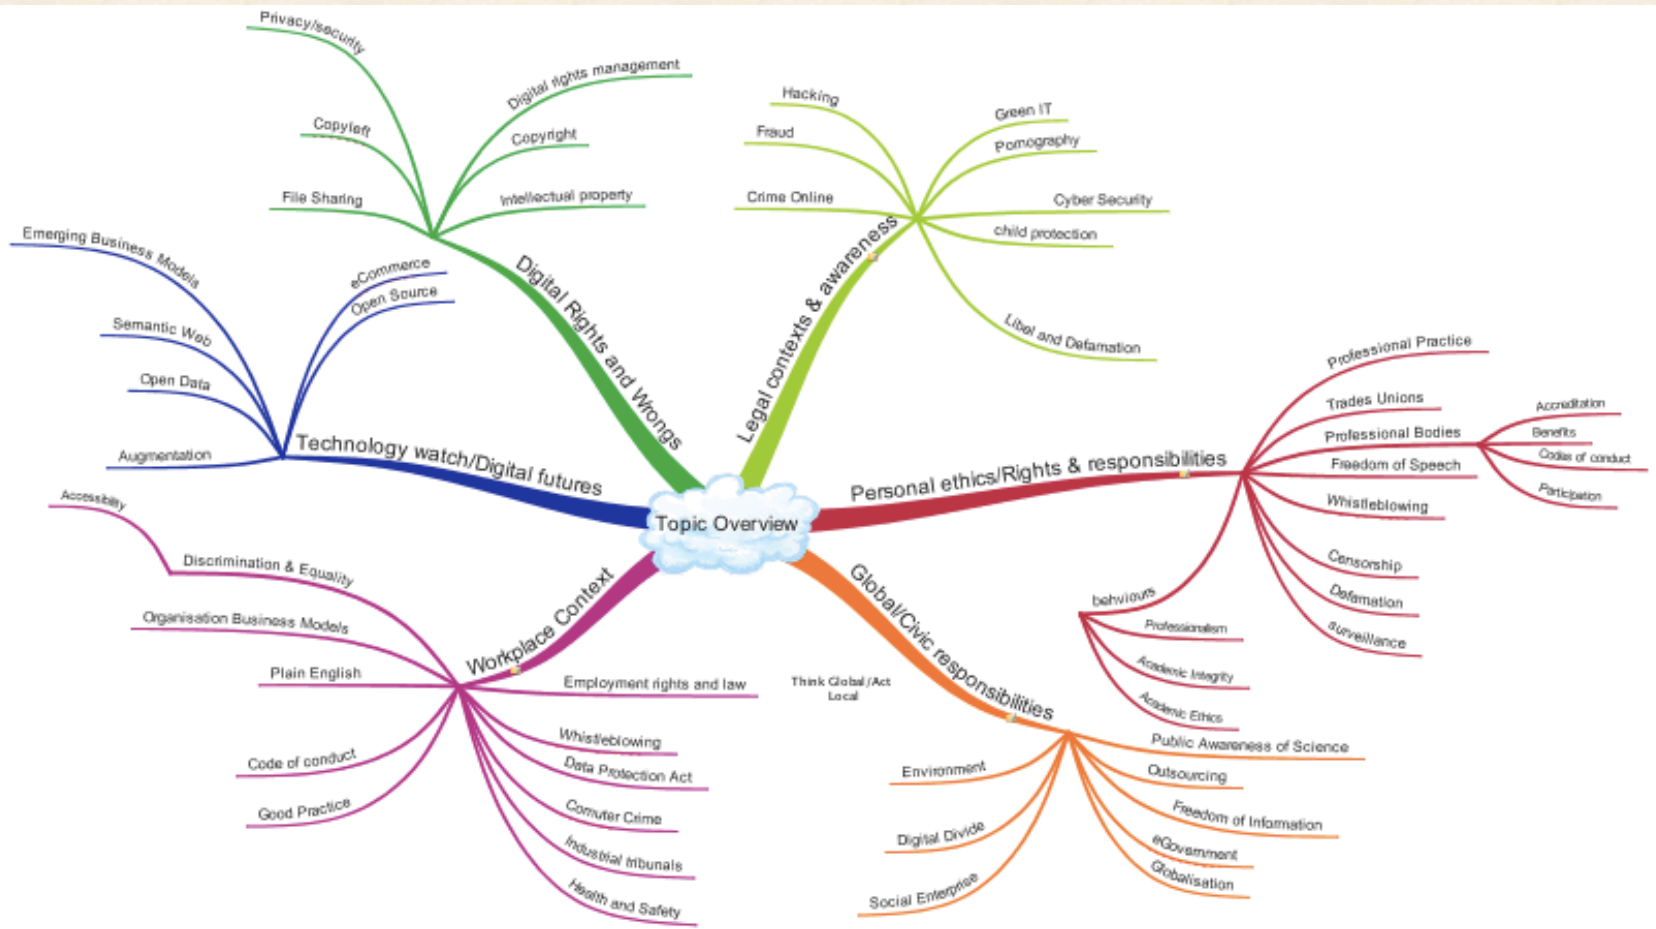 Topic Overview
Digital Rights and Wrongs
Privacy/security
Copyleft
File Sharing
Digital rights management
Copyright
Intellectual property
Legal contexts & awareness
Hacking
Fraud
Crime Online
Green IT
Pornography
Cyber Security
child protection
Libel and Defamation
Technology watch/Digital futures
Emerging Business Models
Semantic Web
Open Data
Augmentation
eCommerce
Open Source
Personal ethics/Rights & responsibilities
Professional Practice
Trades Unions
Professional Bodies
Accreditation
Benefits
Codes of conduct
Participation
Freedom of Speech
Whistleblowing
Censorship
Defamation
surveillance
behviours
Professionalism
Academic Integrity
Academic Ethics
Workplace Context
Discrimination & Equality
Accessibility
Organisation Business Models
Plain English
Code of conduct
Good Practice
Employment rights and law
Whistleblowing
Data Protection Act
Comuter Crime
Industrial tribunals
Health and Safety
Global/Civic responsibilities
Think Global/Act
Local
Environment
Digital Divide
Social Enterprise
Public Awareness of Science
Outsourcing
Freedom of Information
eGovernment
Globalisation